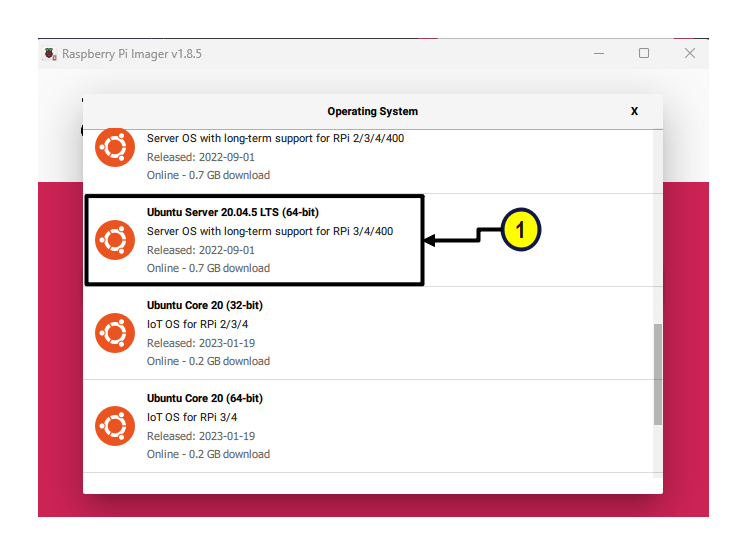 Raspberry Pi Imager v1.8.5
Operating System
X
Server OS with long-term support for RPi 2/3/4/400
Released: 2022-09-01
Online - 0.7 GB download
Ubuntu Server 20.04.5 LTS (64-bit)
Server OS with long-term support for RPi 3/4/400
Released: 2022-09-01
Online - 0.7 GB download
1
Ubuntu Core 20 (32-bit)
IoT OS for RPi 2/3/4
Released: 2023-01-19
Online - 0.2 GB download
Ubuntu Core 20 (64-bit)
IoT OS for RPi 3/4
Released: 2023-01-19
Online - 0.2 GB download